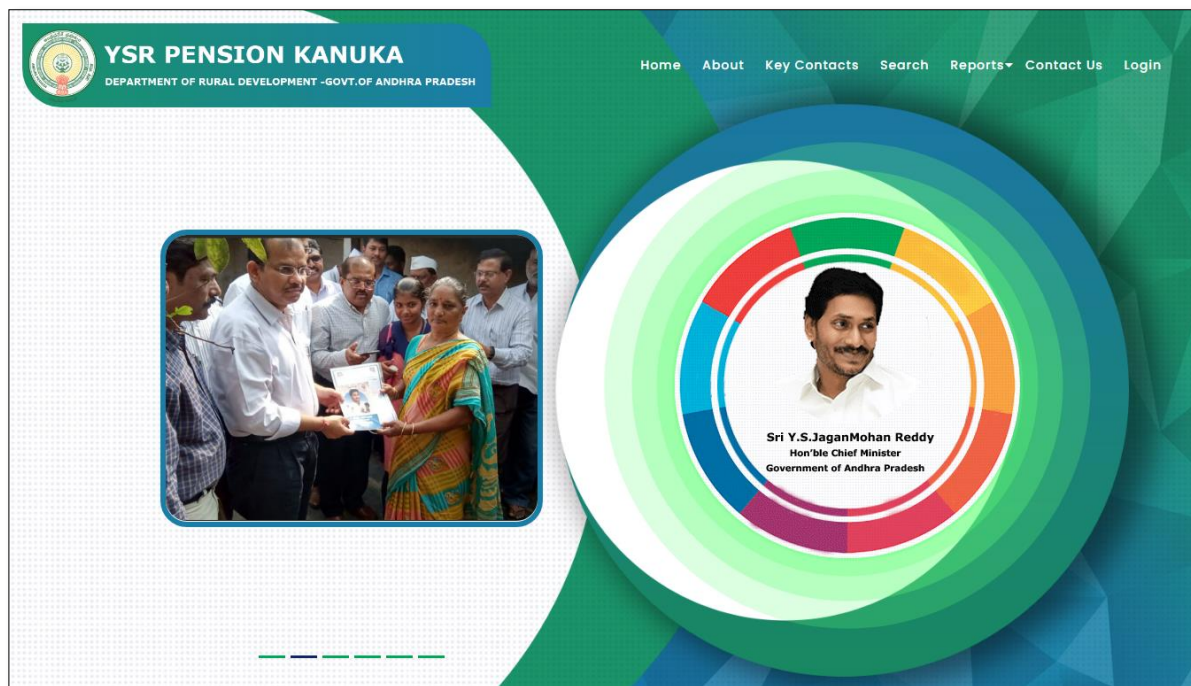 YSR PENSION KANUKA
DEPARTMENT OF RURAL DEVELOPMENT -GOVT.OF ANDHRA PRADESH
Home About Key Contacts Search Reports Contact Us Login
Sri Y.S.JaganMohan Reddy
Hon'ble Chief Minister
Government of Andhra Pradesh